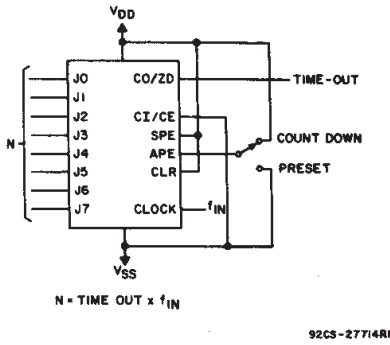 VDD
J0 CO/ZD TIME-OUT
J1
J2 CI/CE
N J3 SPE COUNT DOWN
J4 APE
J5 CLR PRESET
J6
J7 CLOCK fIN
VSS
N = TIME OUT x fIN
92CS-27714RI